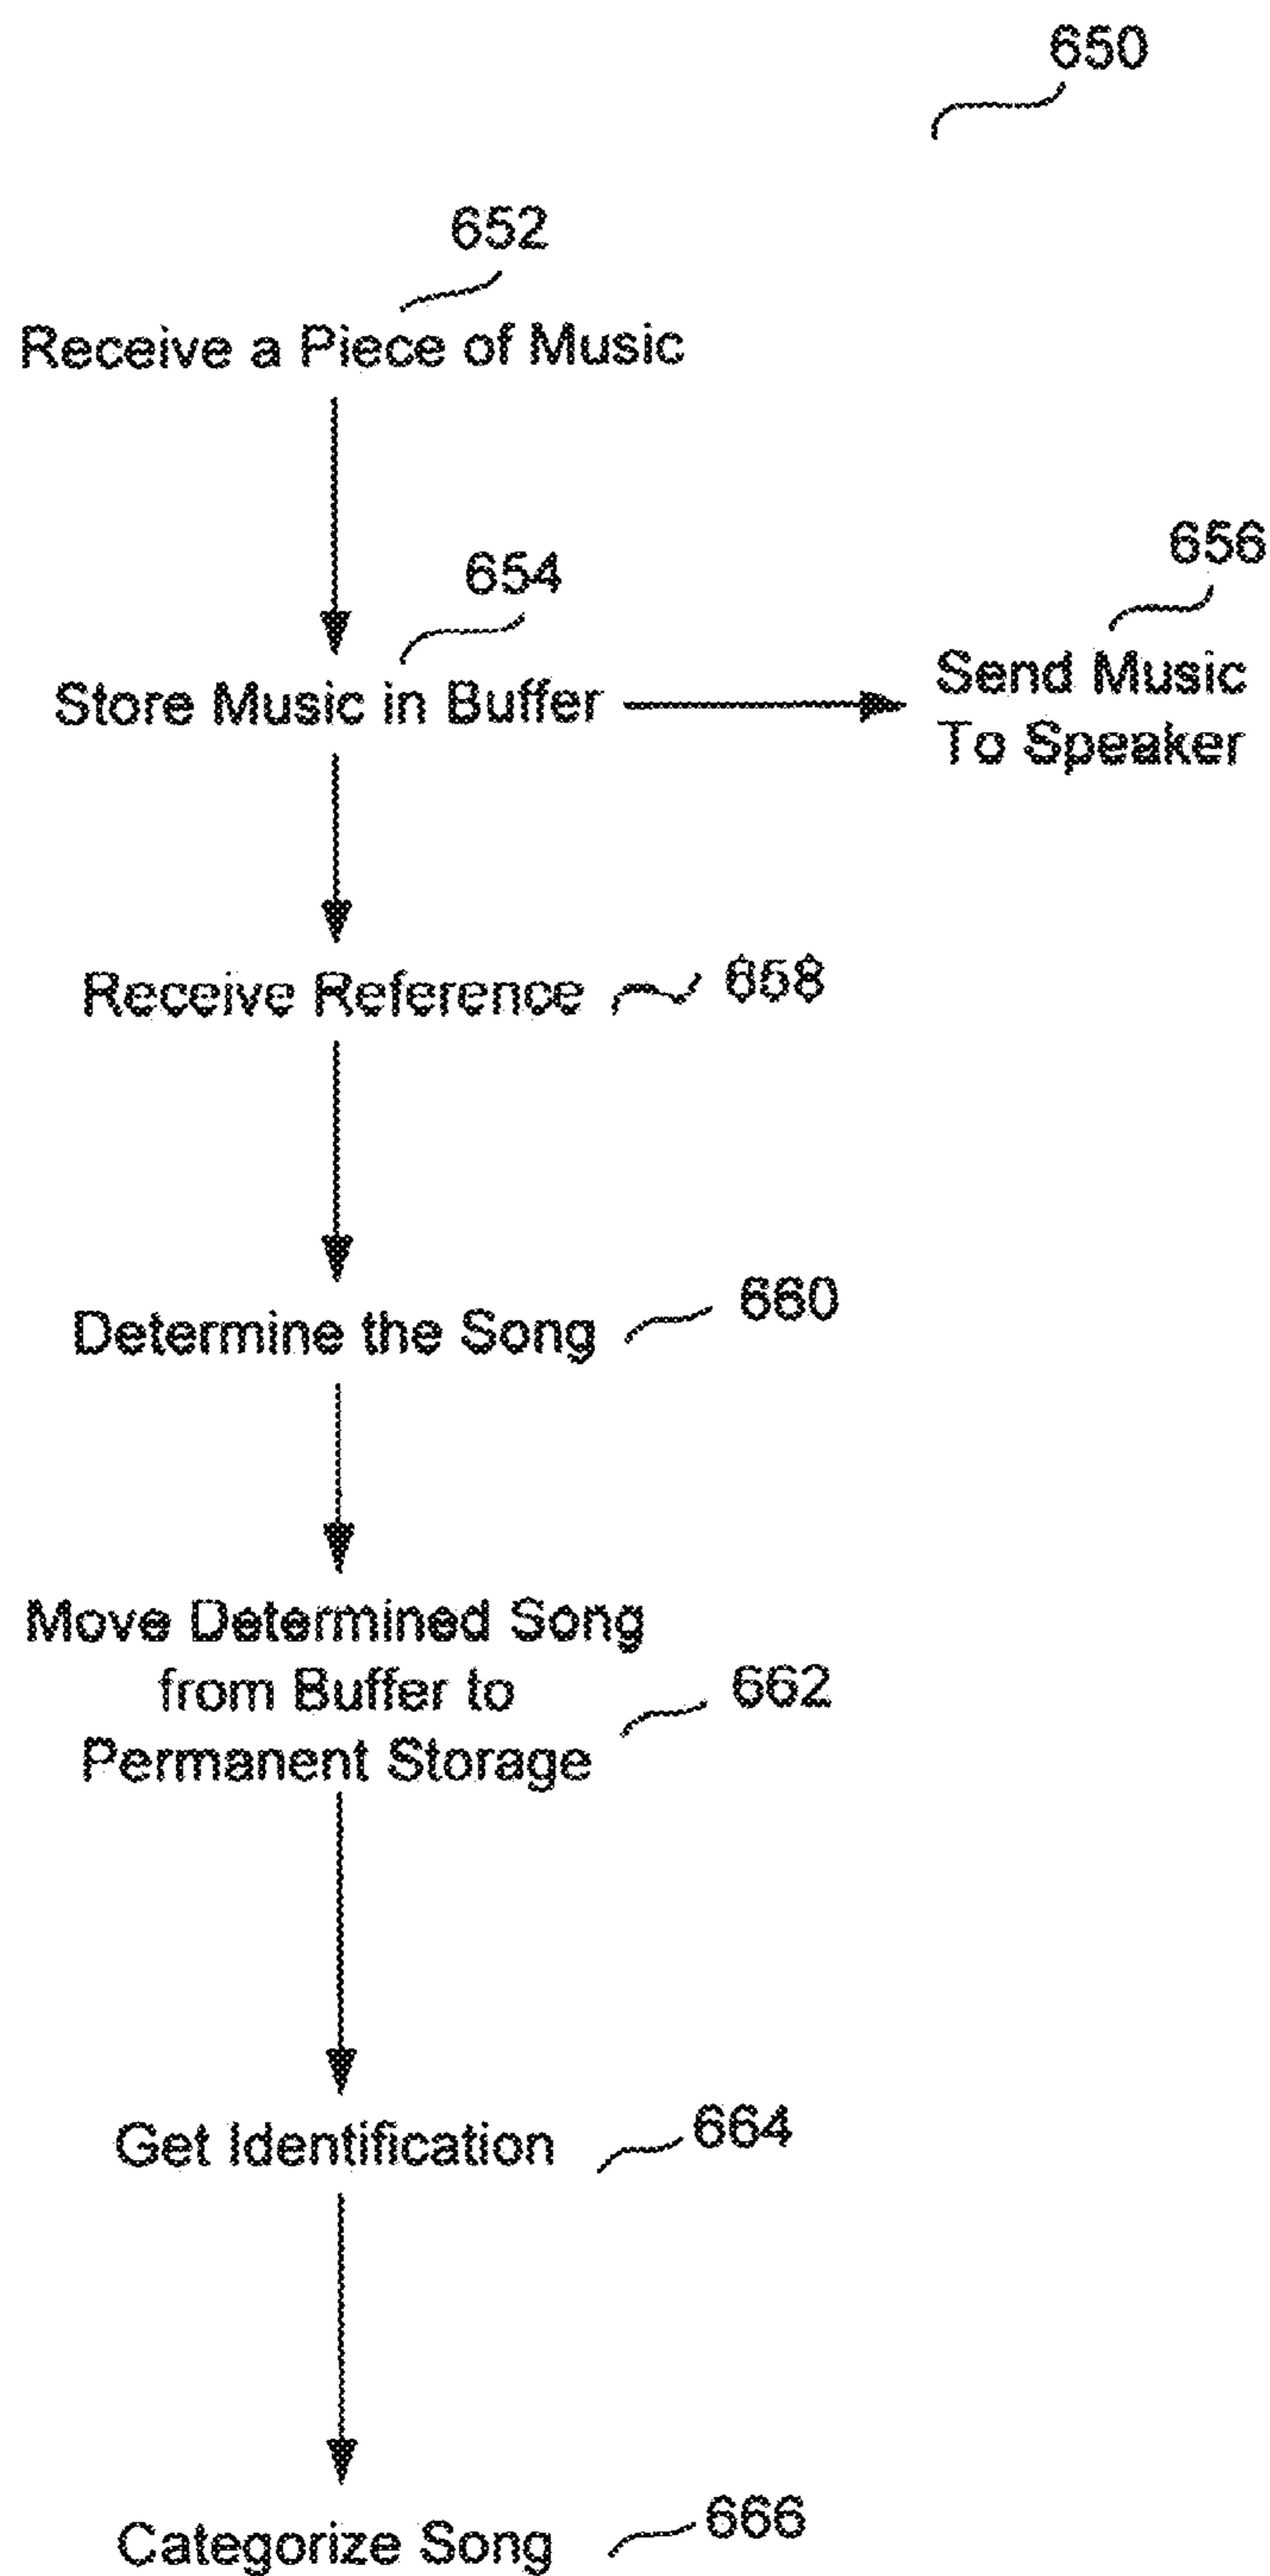 650
652
Receive a Piece of Music
654
656
Store Music in Buffer
Send Music
To Speaker
Receive Reference
658
Determine the Song
660
Move Determined Song
from Buffer to
Permanent Storage
662
Get Identification
664
Categorize Song
666